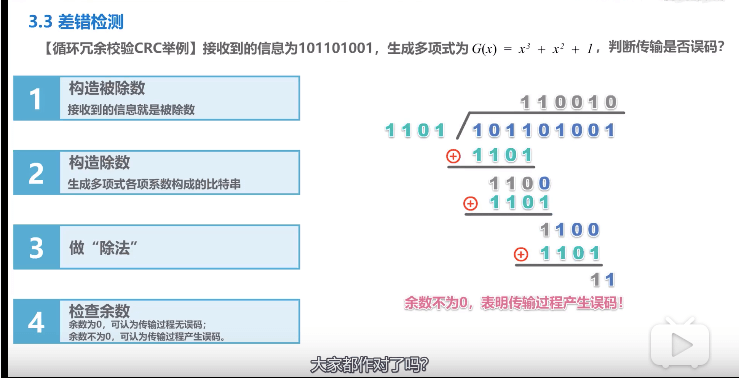 3.3 差错检测
【循环冗余校验CRC举例】接收到的信息为101101001，生成多项式为 G(x) = x³ + x² + 1，判断传输是否误码？
1
构造被除数
接收到的信息就是被除数
2
构造除数
生成多项式各项系数构成的比特串
3
做“除法”
4
检查余数
余数为0，可认为传输过程无误码；
余数不为0，可认为传输过程产生误码。
110010
1101
101101001
1101
1100
1101
1100
1101
11
余数不为0，表明传输过程产生误码！
大家都作对了吗？